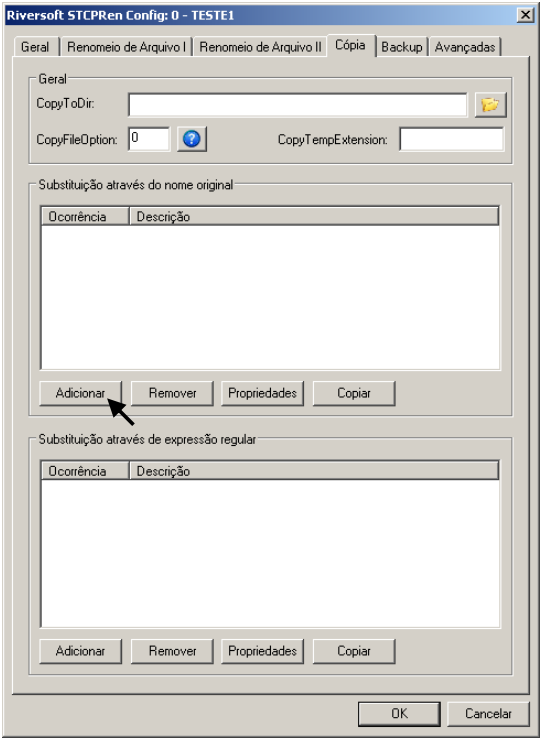 Riversoft STCPRen Config: 0 - TESTE1
Geral Renomeio de Arquivo I Renomeio de Arquivo II Cópia Backup Avançadas
Geral
CopyToDir:
CopyFileOption: 0 ? CopyTempExtension:
Substituição através do nome original
Ocorrência Descrição
Adicionar Remover Propriedades Copiar
Substituição através de expressão regular
Ocorrência Descrição
Adicionar Remover Propriedades Copiar
OK Cancelar